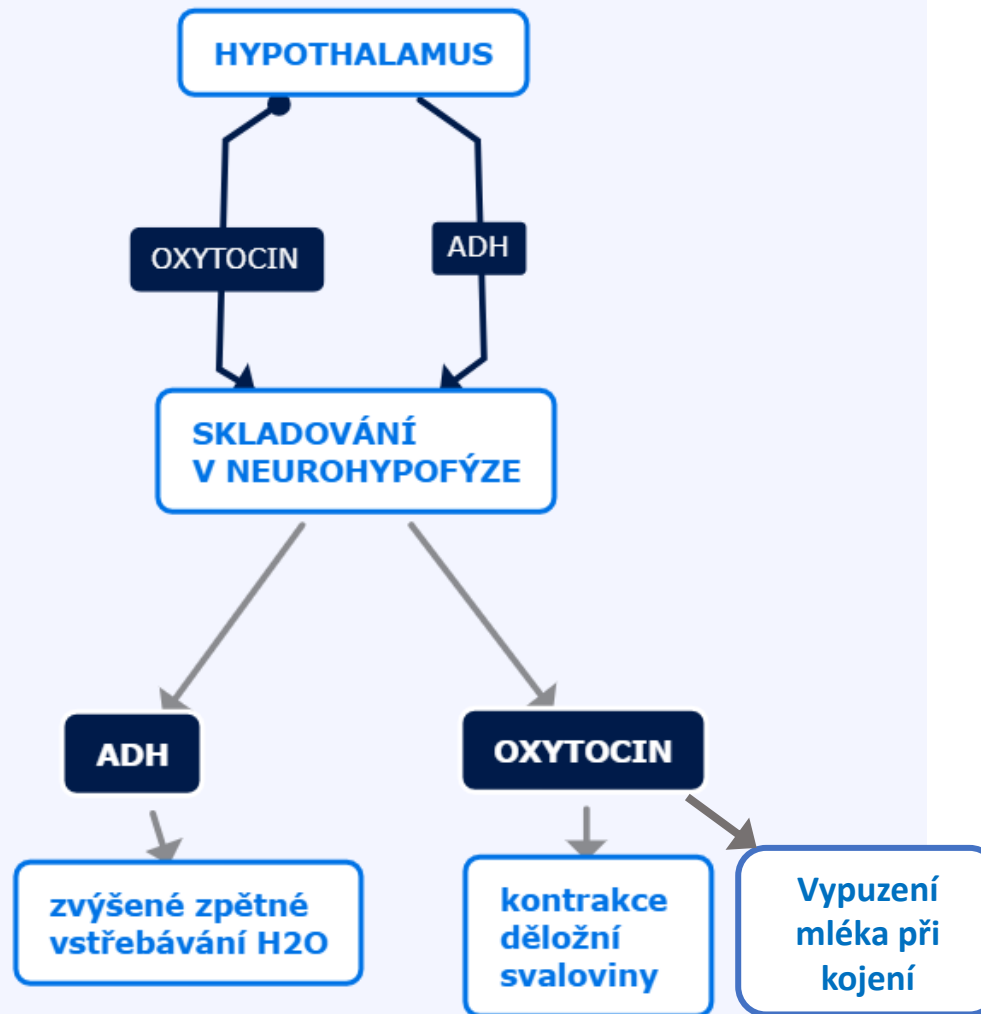 HYPOTHALAMUS
OXYTOCIN
ADH
SKLADOVÁNÍ
V NEUROHYPOFÝZE
ADH
OXYTOCIN
zvýšené zpětné
vstřebávání H2O
kontrakce
děložní
svaloviny
Vypuzení
mléka při
kojení